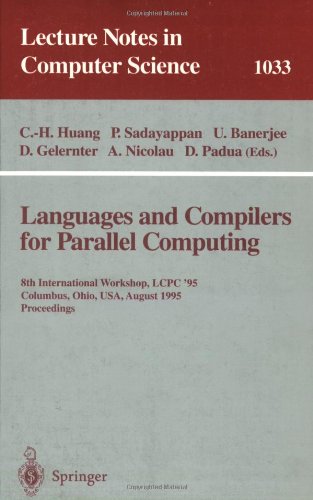 Lecture Notes in
Computer Science 1033
C.-H. Huang P. Sadayappan U. Banerjee
D. Gelernter A. Nicolau D. Padua (Eds.)
Languages and Compilers
for Parallel Computing
8th International Workshop, LCPC '95
Columbus, Ohio, USA, August 1995
Proceedings
Springer